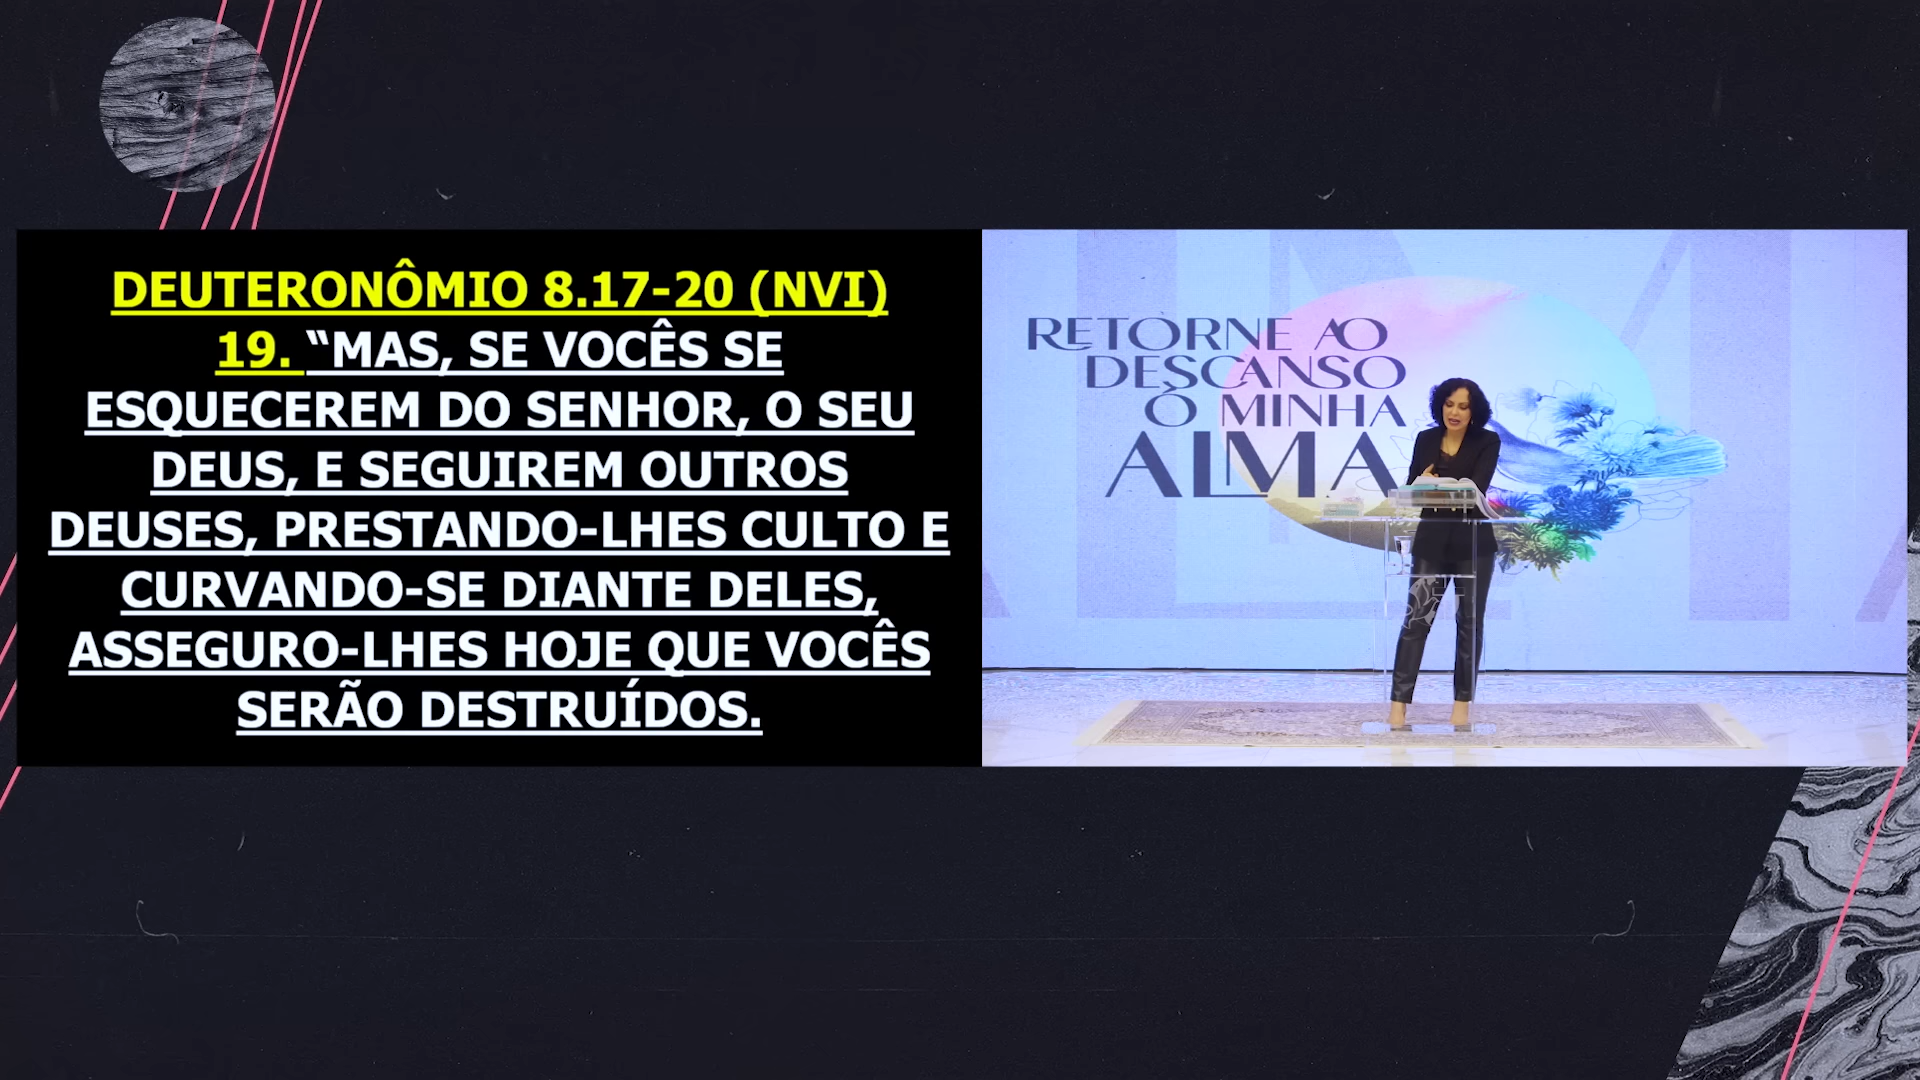 DEUTERONÔMIO 8.17-20 (NVI)
19. “MAS, SE VOCÊS SE
ESQUECEREM DO SENHOR, O SEU
DEUS, E SEGUIREM OUTROS
DEUSES, PRESTANDO-LHES CULTO E
CURVANDO-SE DIANTE DELES,
ASSEGURO-LHES HOJE QUE VOCÊS
SERÃO DESTRUÍDOS.
RETORNE AO
DESCANSO
Ó MINHA
ALMA